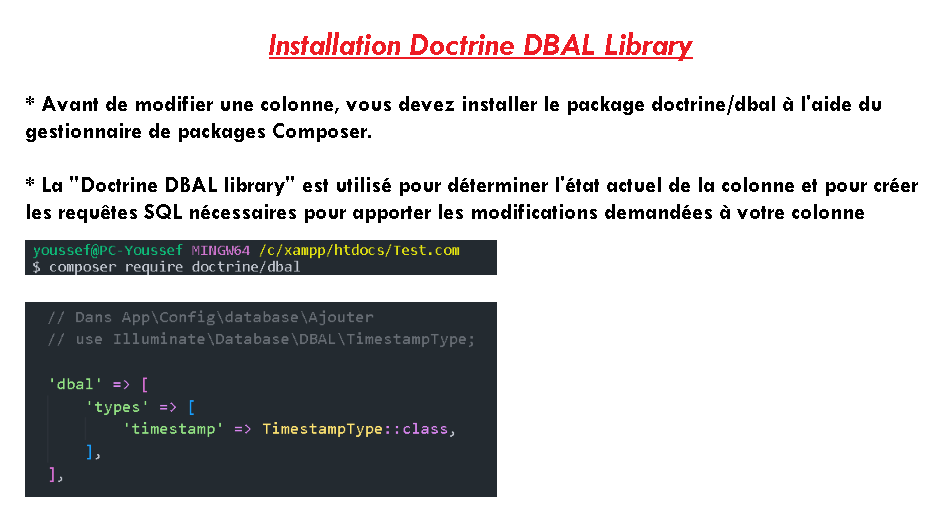 Installation Doctrine DBAL Library
* Avant de modifier une colonne, vous devez installer le package doctrine/dbal à l'aide du
gestionnaire de packages Composer.
* La "Doctrine DBAL library" est utilisé pour déterminer l'état actuel de la colonne et pour créer
les requêtes SQL nécessaires pour apporter les modifications demandées à votre colonne
youssef@PC-Youssef MINGW64 /c/xampp/htdocs/Test.com
$ composer require doctrine/dbal
// Dans App\Config\database\Ajouter
// use Illuminate\Database\DBAL\TimestampType;
'dbal' => [
'types' => [
'timestamp' => TimestampType::class,
],
],